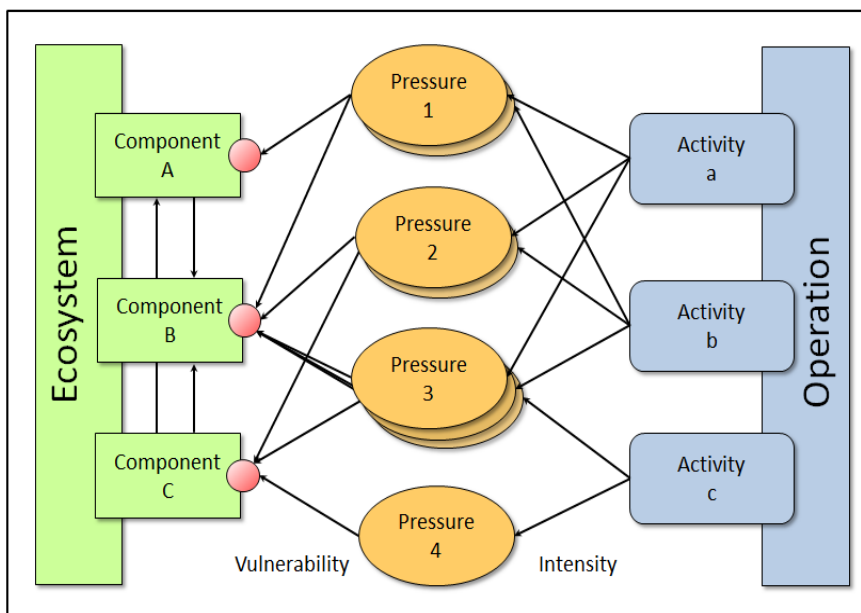 Ecosystem
Component
A
Component
B
Component
C
Pressure
1
Pressure
2
Pressure
3
Pressure
4
Vulnerability
Intensity
Activity
a
Activity
b
Activity
c
Operation